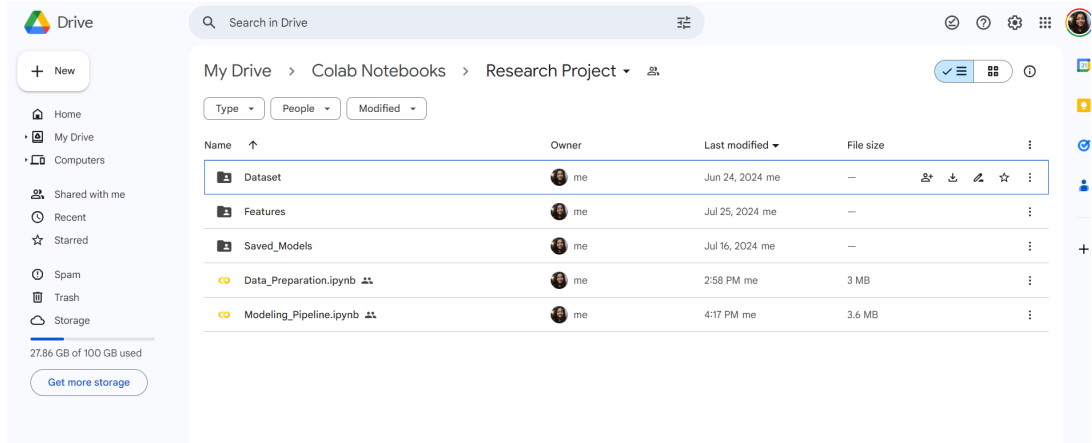 Drive
Search in Drive
New
My Drive > Colab Notebooks > Research Project
Type People Modified
Home
My Drive
Computers
Shared with me
Recent
Starred
Spam
Trash
Storage
27.86 GB of 100 GB used
Get more storage
Name Owner Last modified File size
Dataset me Jun 24, 2024 me —
Features me Jul 25, 2024 me —
Saved_Models me Jul 16, 2024 me —
Data_Preparation.ipynb me 2:58 PM me 3 MB
Modeling_Pipeline.ipynb me 4:17 PM me 3.6 MB
31